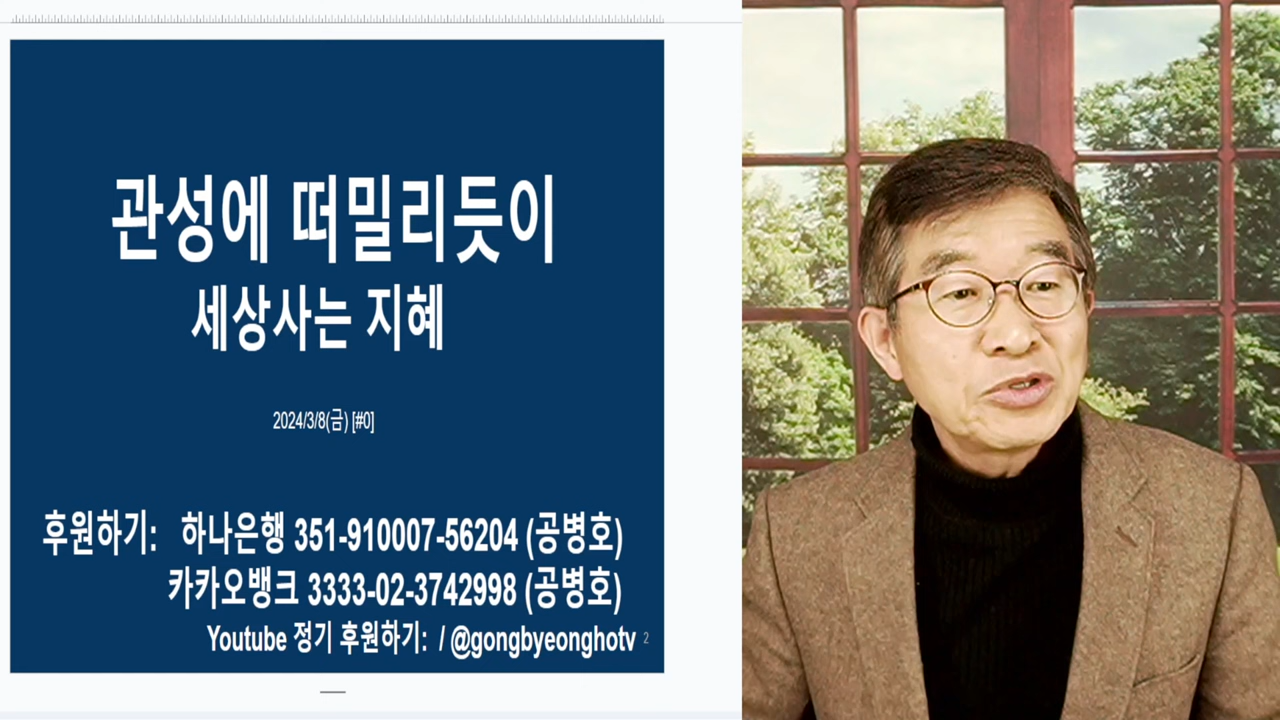 관성에 떠밀리듯이
세상사는 지혜
2024/3/8(금) [#0]
후원하기: 하나은행 351-910007-56204 (공병호)
카카오뱅크 3333-02-3742998 (공병호)
Youtube 정기 후원하기: / @gongbyeonghotv 2